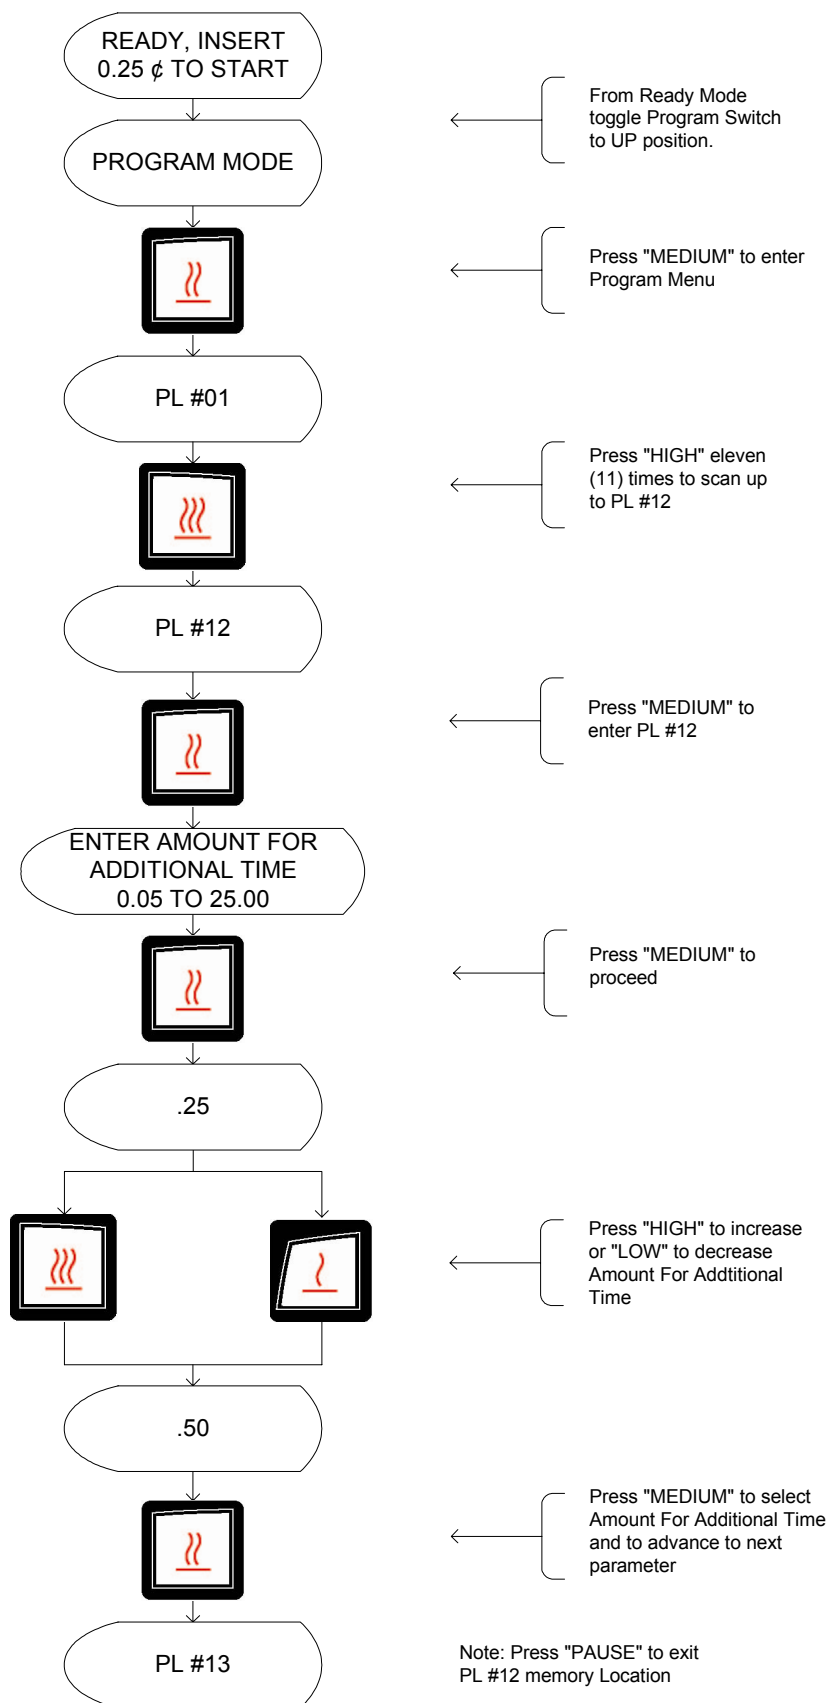 READY, INSERT
0.25 ¢ TO START
From Ready Mode
toggle Program Switch
to UP position.
PROGRAM MODE
Press "MEDIUM" to enter
Program Menu
PL #01
Press "HIGH" eleven
(11) times to scan up
to PL #12
PL #12
Press "MEDIUM" to
enter PL #12
ENTER AMOUNT FOR
ADDITIONAL TIME
0.05 TO 25.00
Press "MEDIUM" to
proceed
.25
Press "HIGH" to increase
or "LOW" to decrease
Amount For Addtitional
Time
.50
Press "MEDIUM" to select
Amount For Additional Time
and to advance to next
parameter
PL #13
Note: Press "PAUSE" to exit
PL #12 memory Location